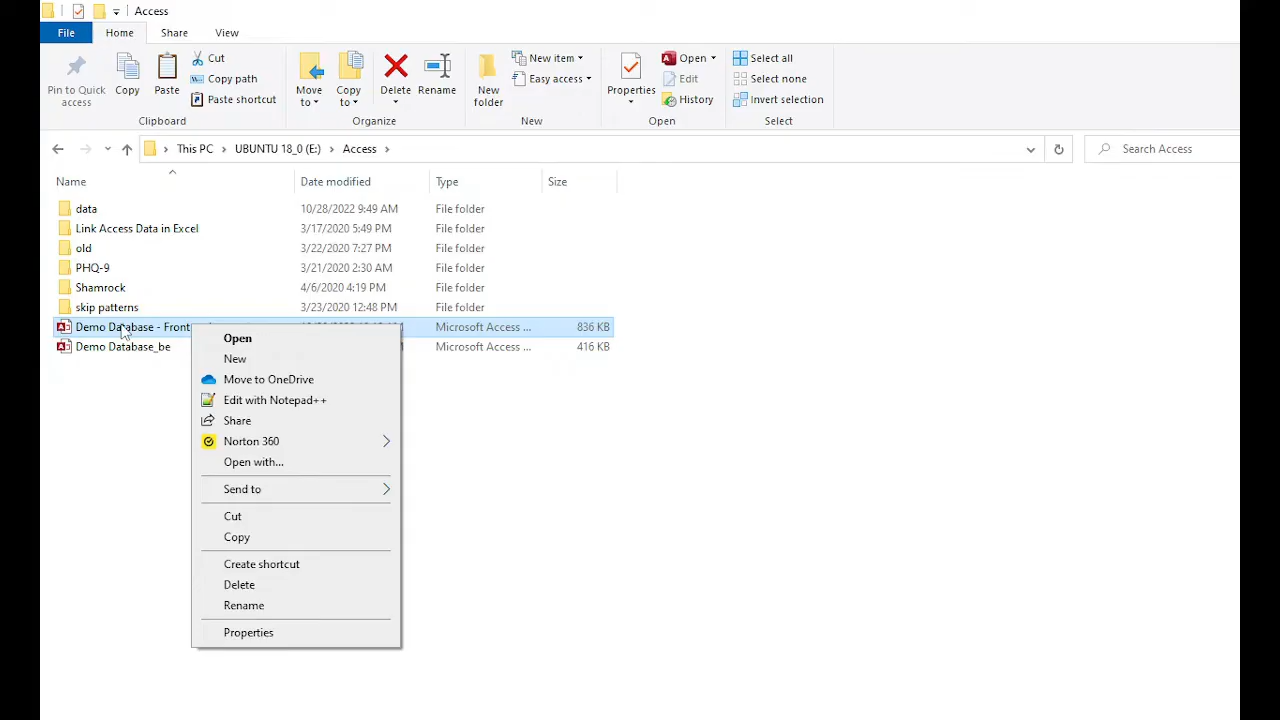 Access
File Home Share View
Pin to Quick access
Copy
Paste
Cut
Copy path
Paste shortcut
Clipboard
Move to
Copy to
Delete
Rename
Organize
New folder
New item
Easy access
New
Properties
Open
Edit
History
Open
Select all
Select none
Invert selection
Select
This PC > UBUNTU 18_0 (E:) > Access >
Search Access
Name Date modified Type Size
data 10/28/2022 9:49 AM File folder
Link Access Data in Excel 3/17/2020 5:49 PM File folder
old 3/22/2020 7:27 PM File folder
PHQ-9 3/21/2020 2:30 AM File folder
Shamrock 4/6/2020 4:19 PM File folder
skip patterns 3/23/2020 12:48 PM File folder
Demo Database - Front Microsoft Access ... 836 KB
Demo Database_be Microsoft Access ... 416 KB
Open
New
Move to OneDrive
Edit with Notepad++
Share
Norton 360
Open with...
Send to
Cut
Copy
Create shortcut
Delete
Rename
Properties